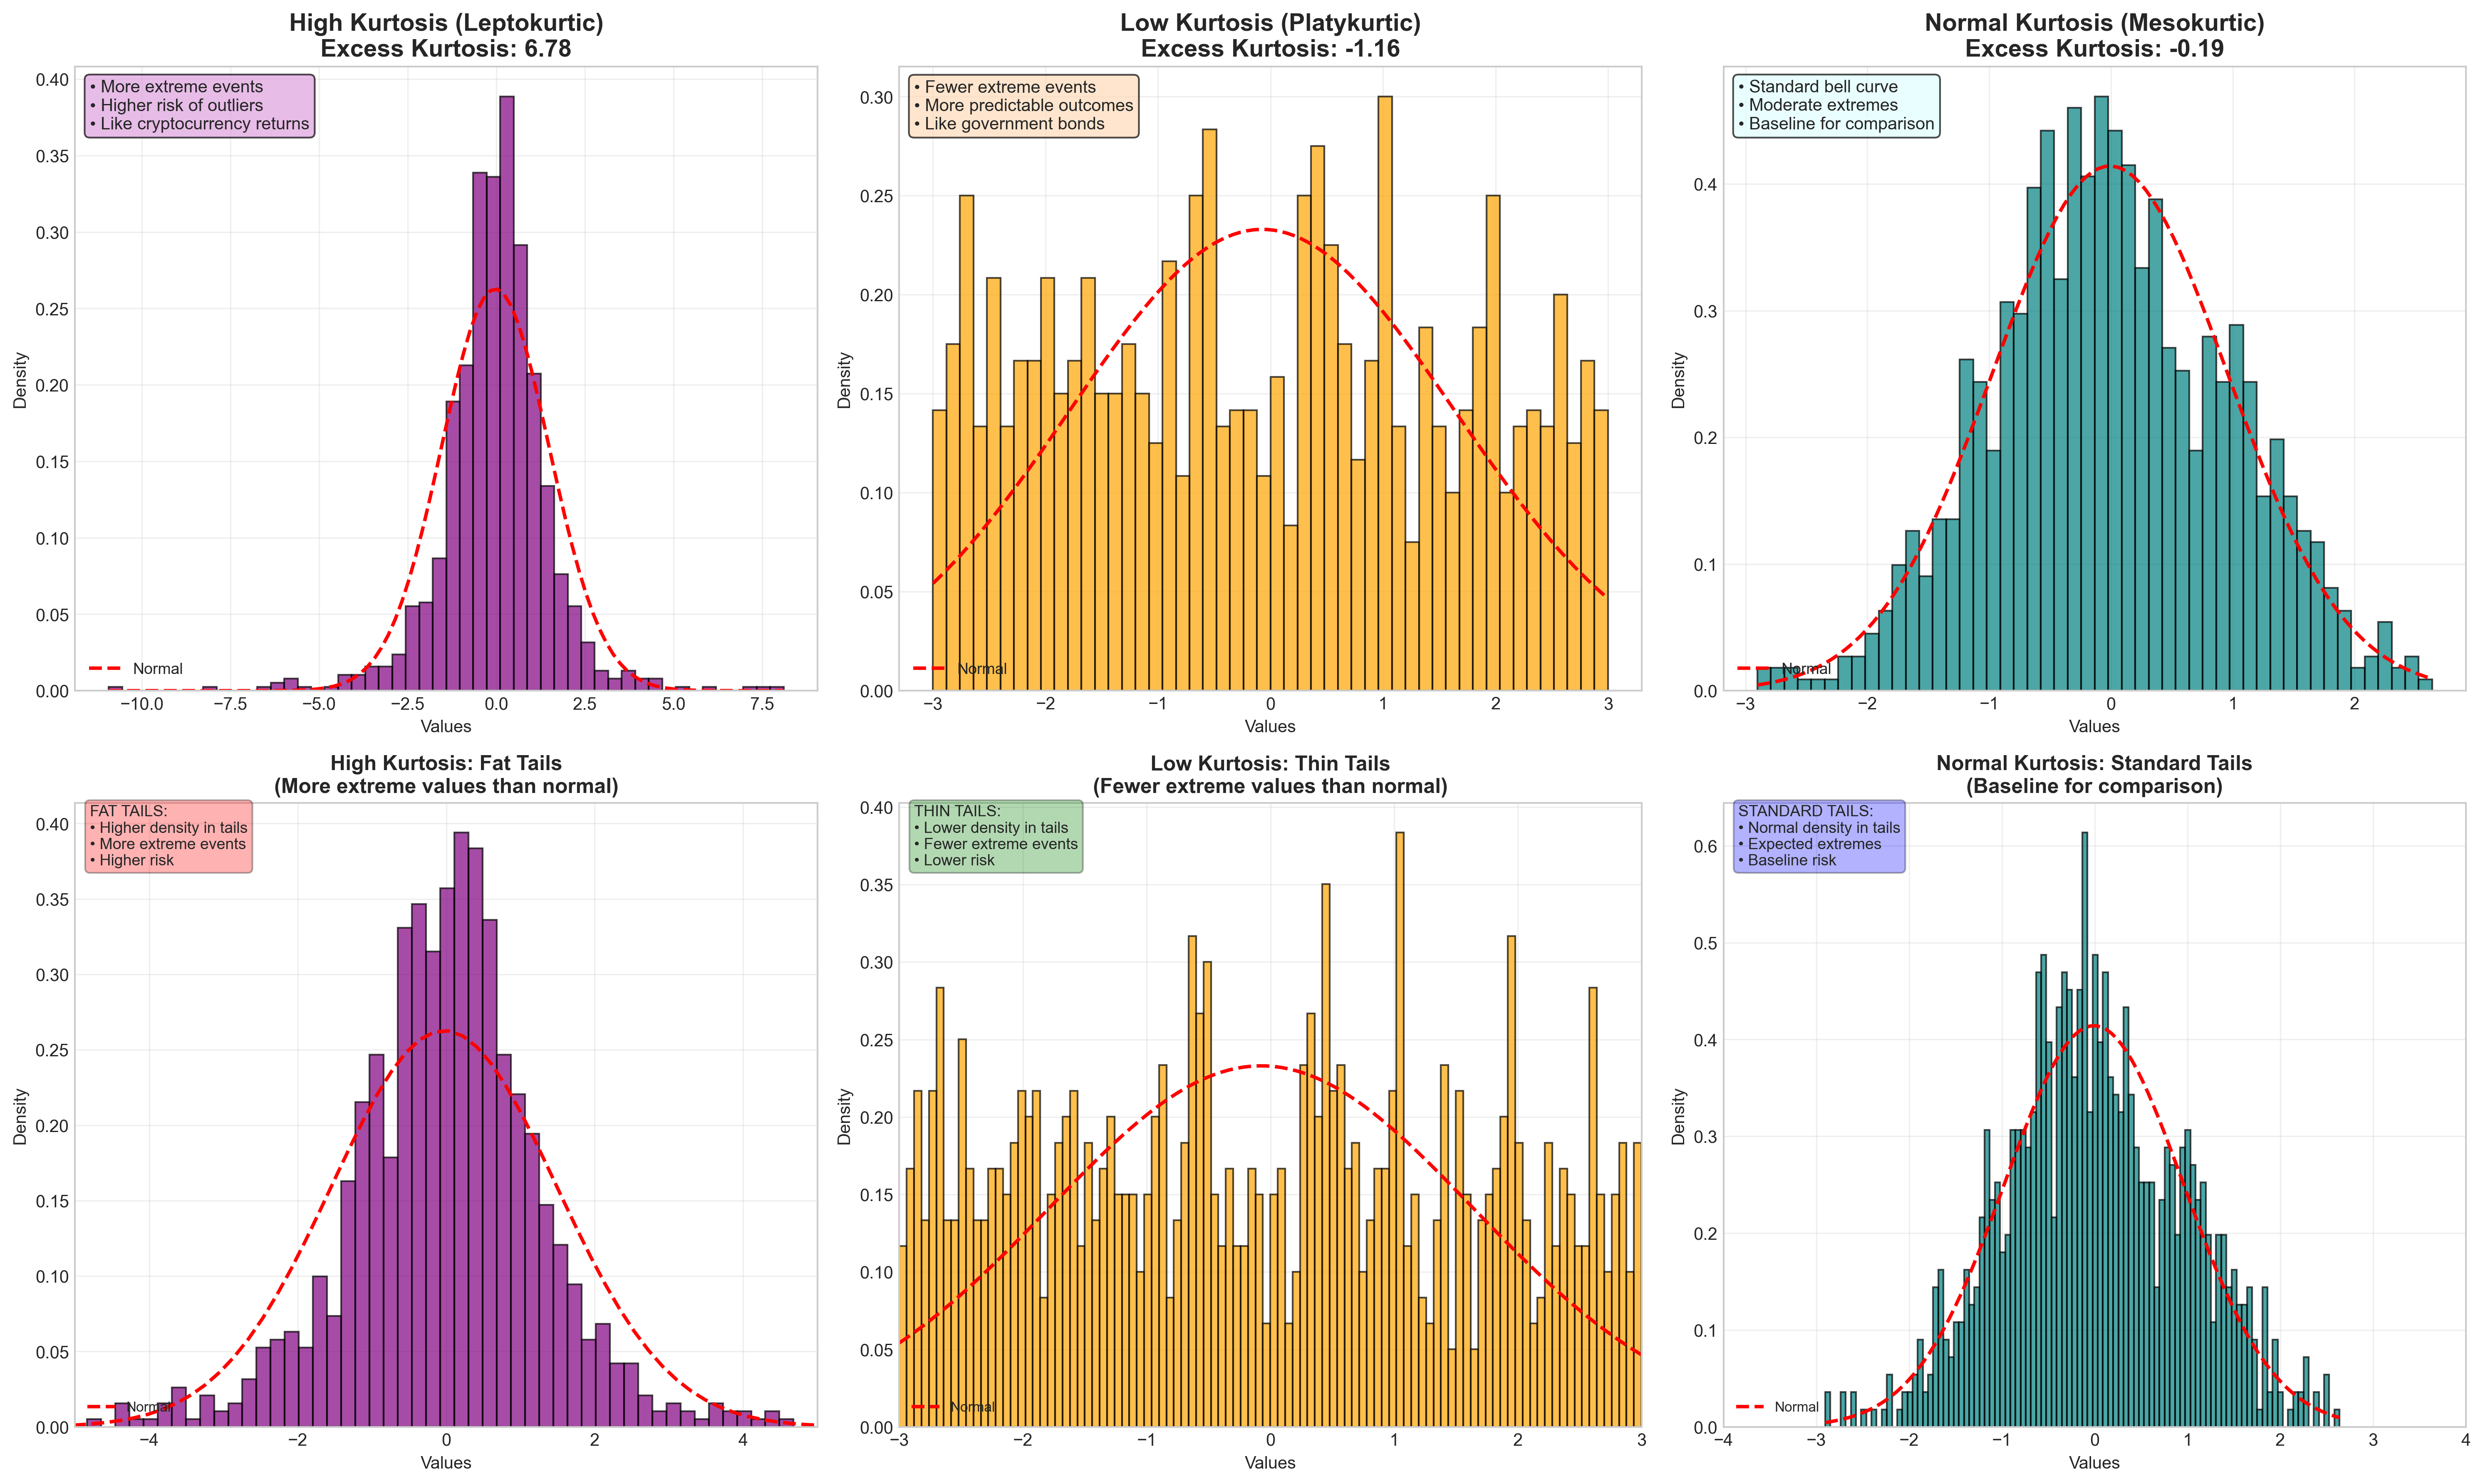 High Kurtosis (Leptokurtic)
Excess Kurtosis: 6.78
• More extreme events
• Higher risk of outliers
• Like cryptocurrency returns
0.40
0.35
0.30
0.25
0.20
0.15
0.10
0.05
0.00
Density
Normal
−10.0 −7.5 −5.0 −2.5 0.0 2.5 5.0 7.5
Values
Low Kurtosis (Platykurtic)
Excess Kurtosis: -1.16
• Fewer extreme events
• More predictable outcomes
• Like government bonds
0.30
0.25
0.20
0.15
0.10
0.05
0.00
Density
Normal
−3 −2 −1 0 1 2 3
Values
Normal Kurtosis (Mesokurtic)
Excess Kurtosis: -0.19
• Standard bell curve
• Moderate extremes
• Baseline for comparison
0.4
0.3
0.2
0.1
0.0
Density
Normal
−3 −2 −1 0 1 2
Values
High Kurtosis: Fat Tails
(More extreme values than normal)
FAT TAILS:
• Higher density in tails
• More extreme events
• Higher risk
0.40
0.35
0.30
0.25
0.20
0.15
0.10
0.05
0.00
Density
Normal
−4 −2 0 2 4
Values
Low Kurtosis: Thin Tails
(Fewer extreme values than normal)
THIN TAILS:
• Lower density in tails
• Fewer extreme events
• Lower risk
0.40
0.35
0.30
0.25
0.20
0.15
0.10
0.05
0.00
Density
Normal
−3 −2 −1 0 1 2 3
Values
Normal Kurtosis: Standard Tails
(Baseline for comparison)
STANDARD TAILS:
• Normal density in tails
• Expected extremes
• Baseline risk
0.6
0.5
0.4
0.3
0.2
0.1
0.0
Density
Normal
−4 −3 −2 −1 0 1 2 3 4
Values